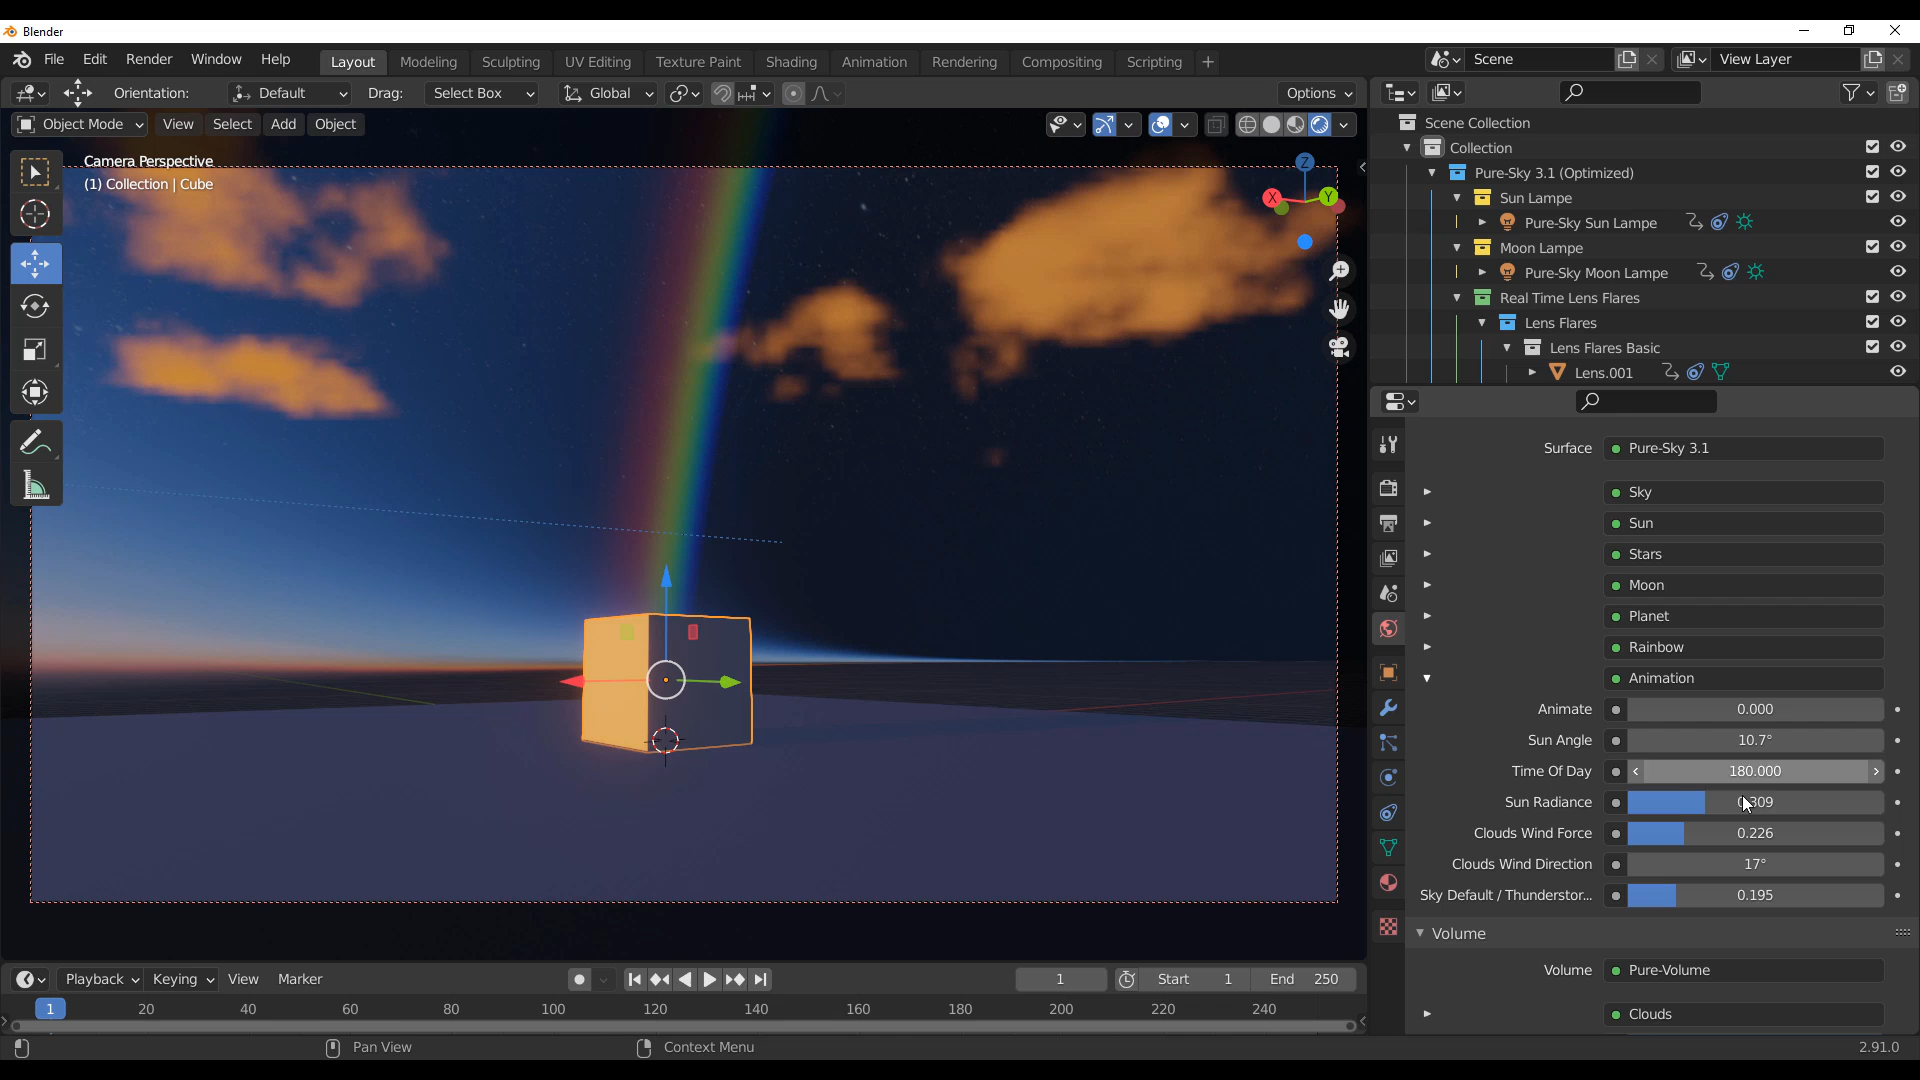 Blender
File Edit Render Window Help Layout Modeling Sculpting UV Editing Texture Paint Shading Animation Rendering Compositing Scripting + Scene View Layer
Orientation: Default Drag: Select Box Global Options
Object Mode View Select Add Object
Camera Perspective
(1) Collection | Cube
Z
X
Y
Scene Collection
Collection
Pure-Sky 3.1 (Optimized)
Sun Lampe
Pure-Sky Sun Lampe
Moon Lampe
Pure-Sky Moon Lampe
Real Time Lens Flares
Lens Flares
Lens Flares Basic
Lens.001
Surface Pure-Sky 3.1
Sky
Sun
Stars
Moon
Planet
Rainbow
Animation
Animate 0.000
Sun Angle 10.7°
Time Of Day 180.000
Sun Radiance 0.309
Clouds Wind Force 0.226
Clouds Wind Direction 17°
Sky Default / Thunderstor... 0.195
Volume
Volume Pure-Volume
Clouds
Playback Keying View Marker 1 Start 1 End 250
1 20 40 60 80 100 120 140 160 180 200 220 240
Pan View Context Menu 2.91.0